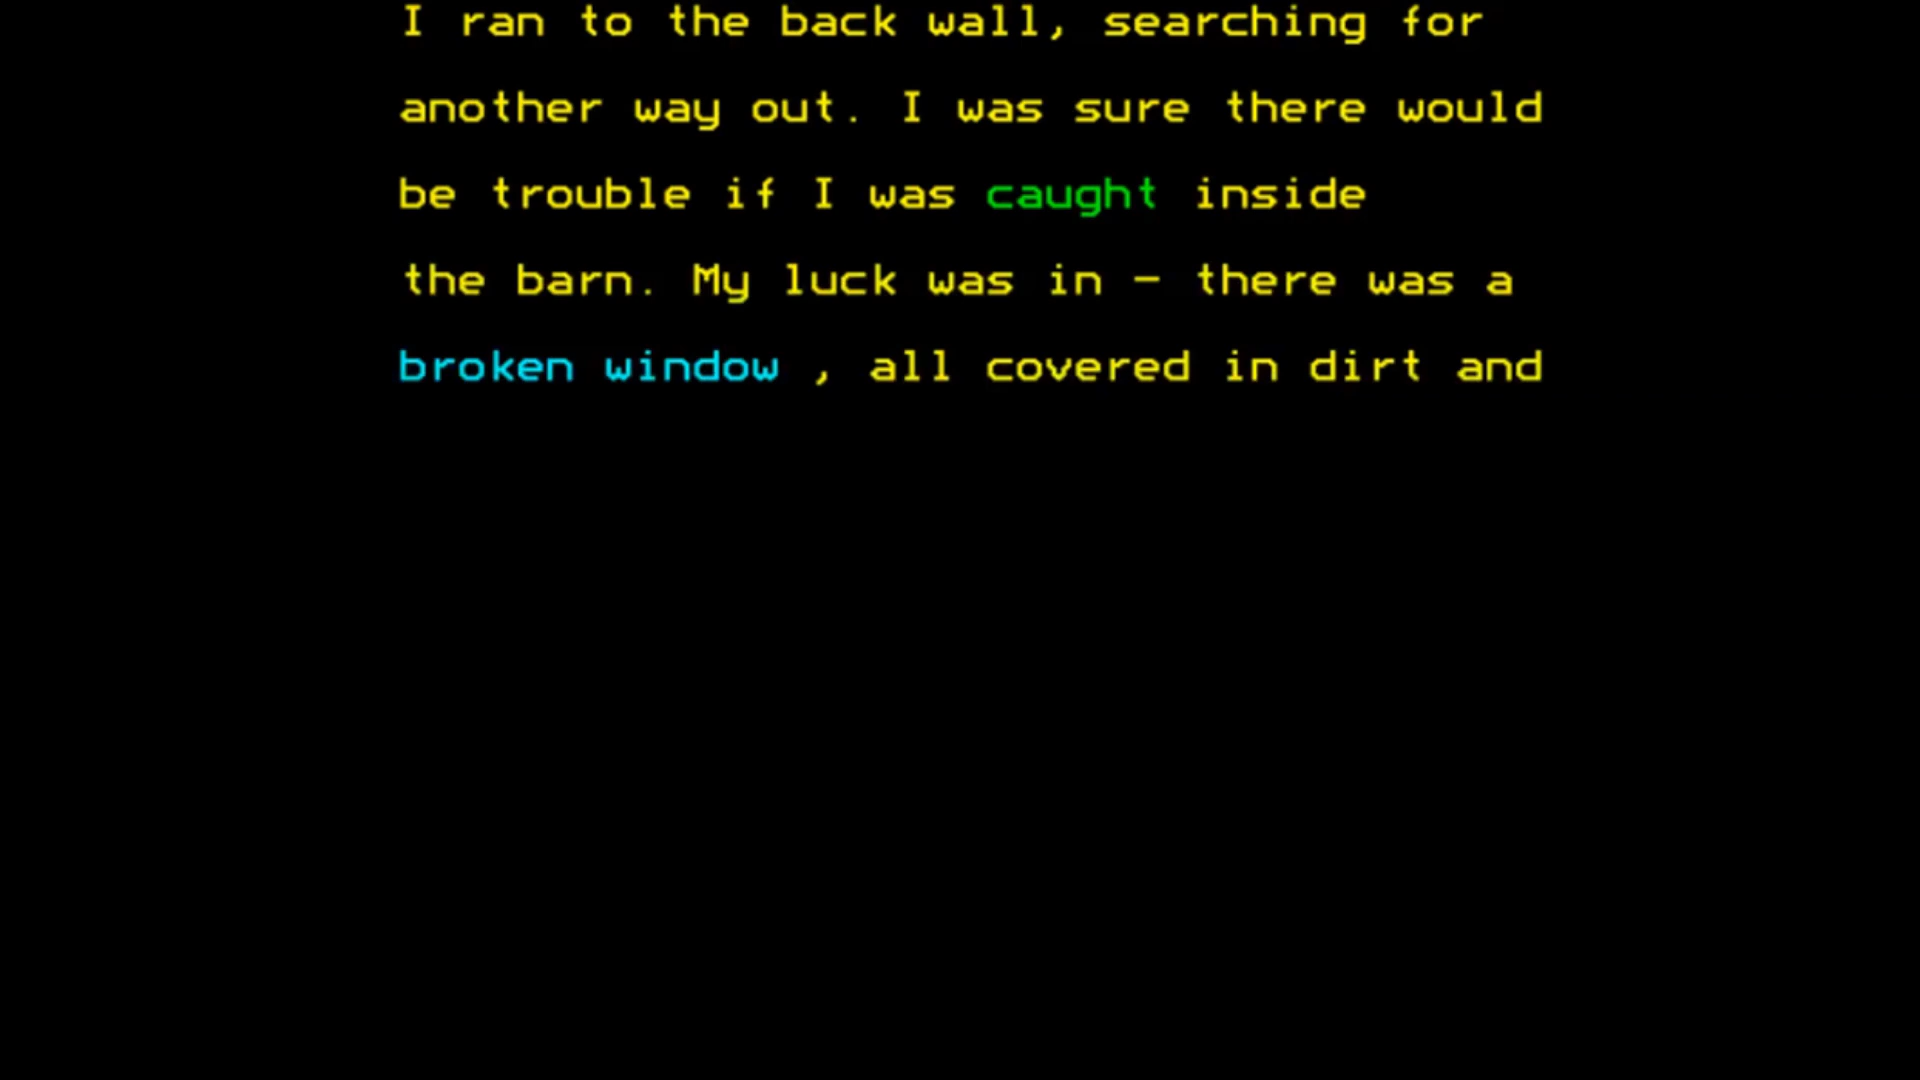 I ran to the back wall, searching for
another way out. I was sure there would
be trouble if I was caught inside
the barn. My luck was in – there was a
broken window , all covered in dirt and